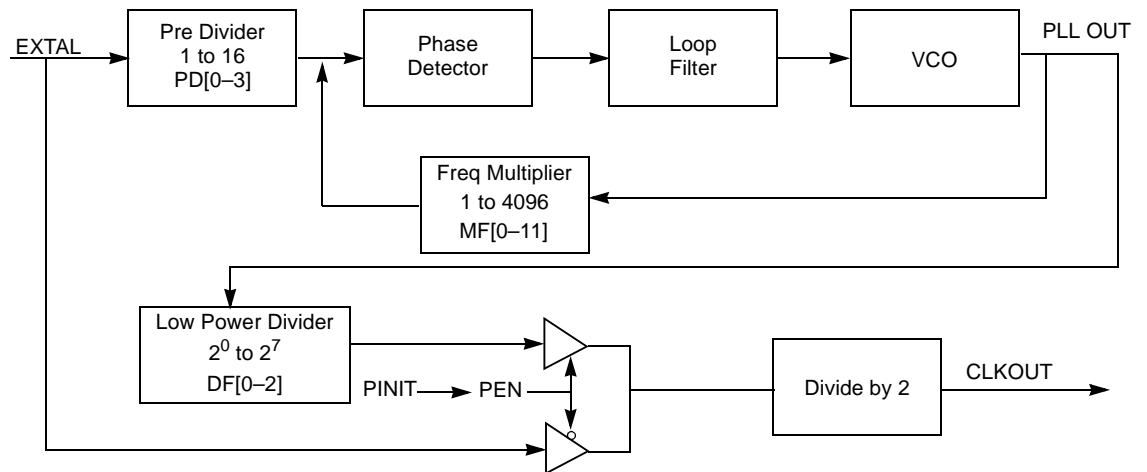 EXTAL
Pre Divider
1 to 16
PD[0–3]
Phase
Detector
Loop
Filter
VCO
PLL OUT
Freq Multiplier
1 to 4096
MF[0–11]
Low Power Divider
2⁰ to 2⁷
DF[0–2]
PINIT
PEN
Divide by 2
CLKOUT